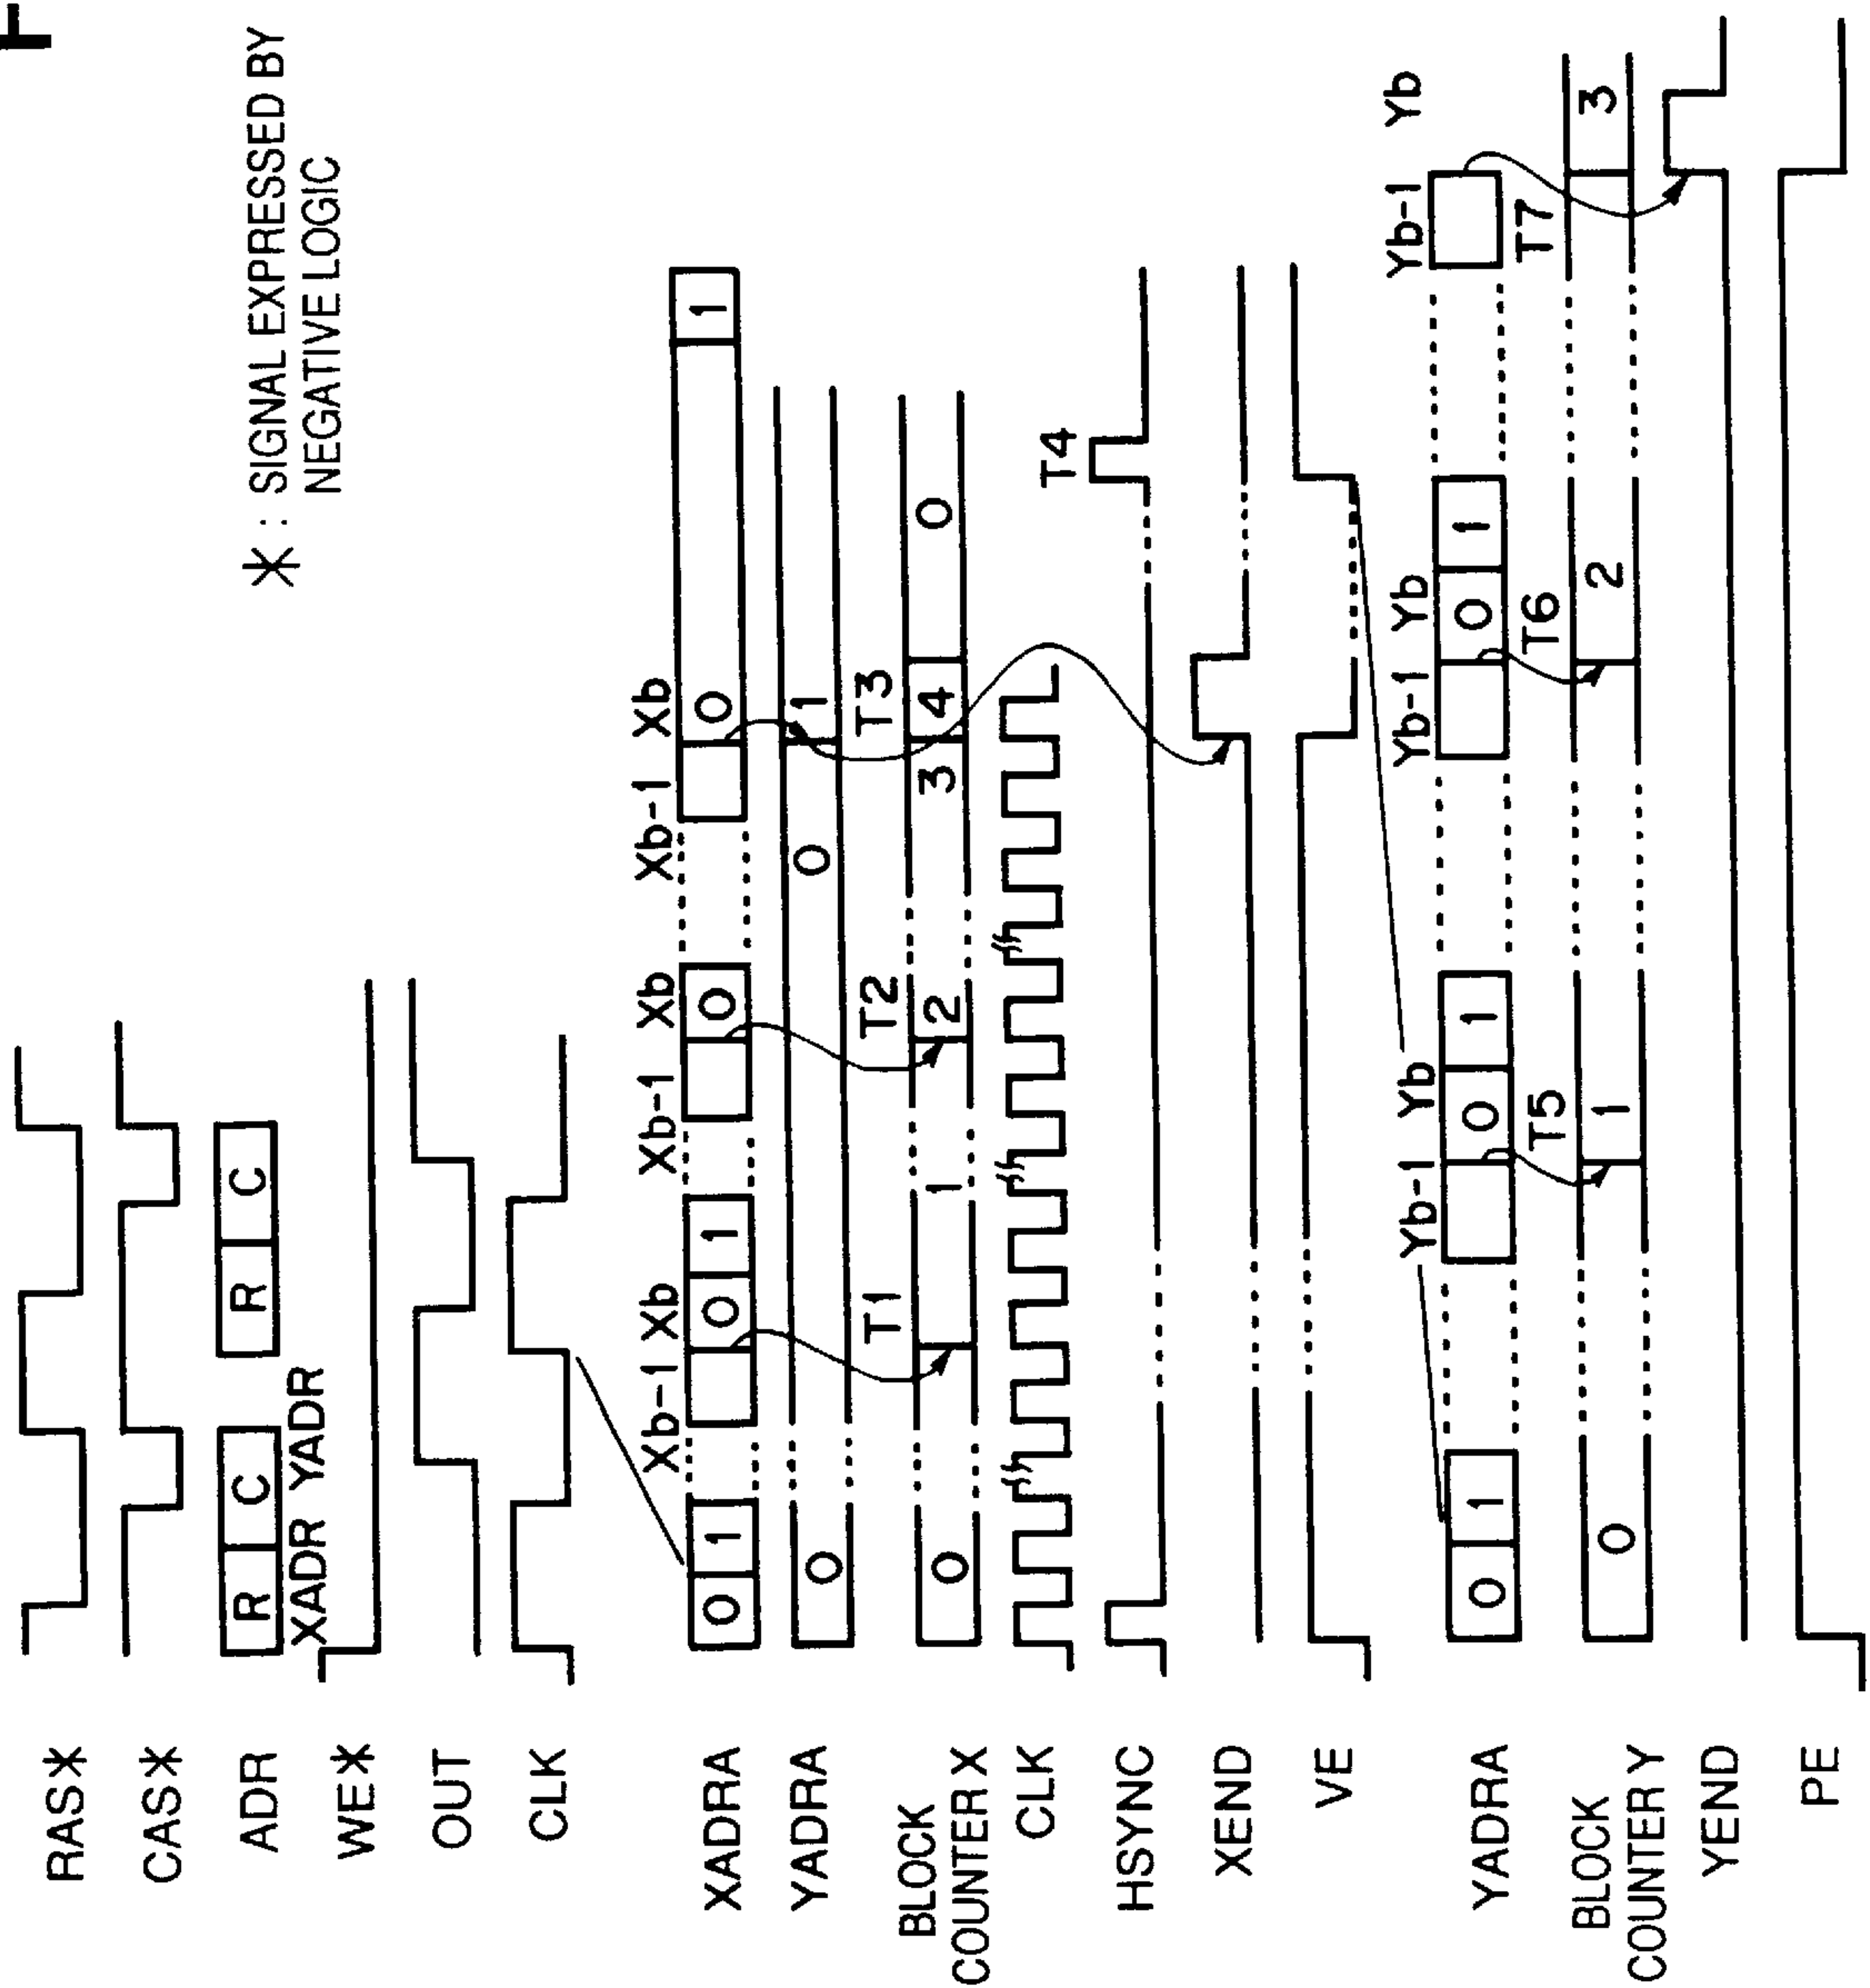 ✳ : SIGNAL EXPRESSED BY
NEGATIVE LOGIC
RAS✳
CAS✳
ADR R C R C
XADR YADR
WE✳
OUT
CLK
Xb-1 Xb Xb-1 Xb Xb-1 Xb
XADRA 0 1 0 1 0 0 1
YADRA 0 0 1
T1 T2 T3
BLOCK
COUNTER X 0 1 2 3 4 0
CLK
T4
HSYNC
XEND
VE
Yb-1 Yb Yb-1 Yb Yb-1 Yb
YADRA 0 1 0 1 0 1
T5 T6 T7
BLOCK
COUNTER Y 0 1 2 3
YEND
PE